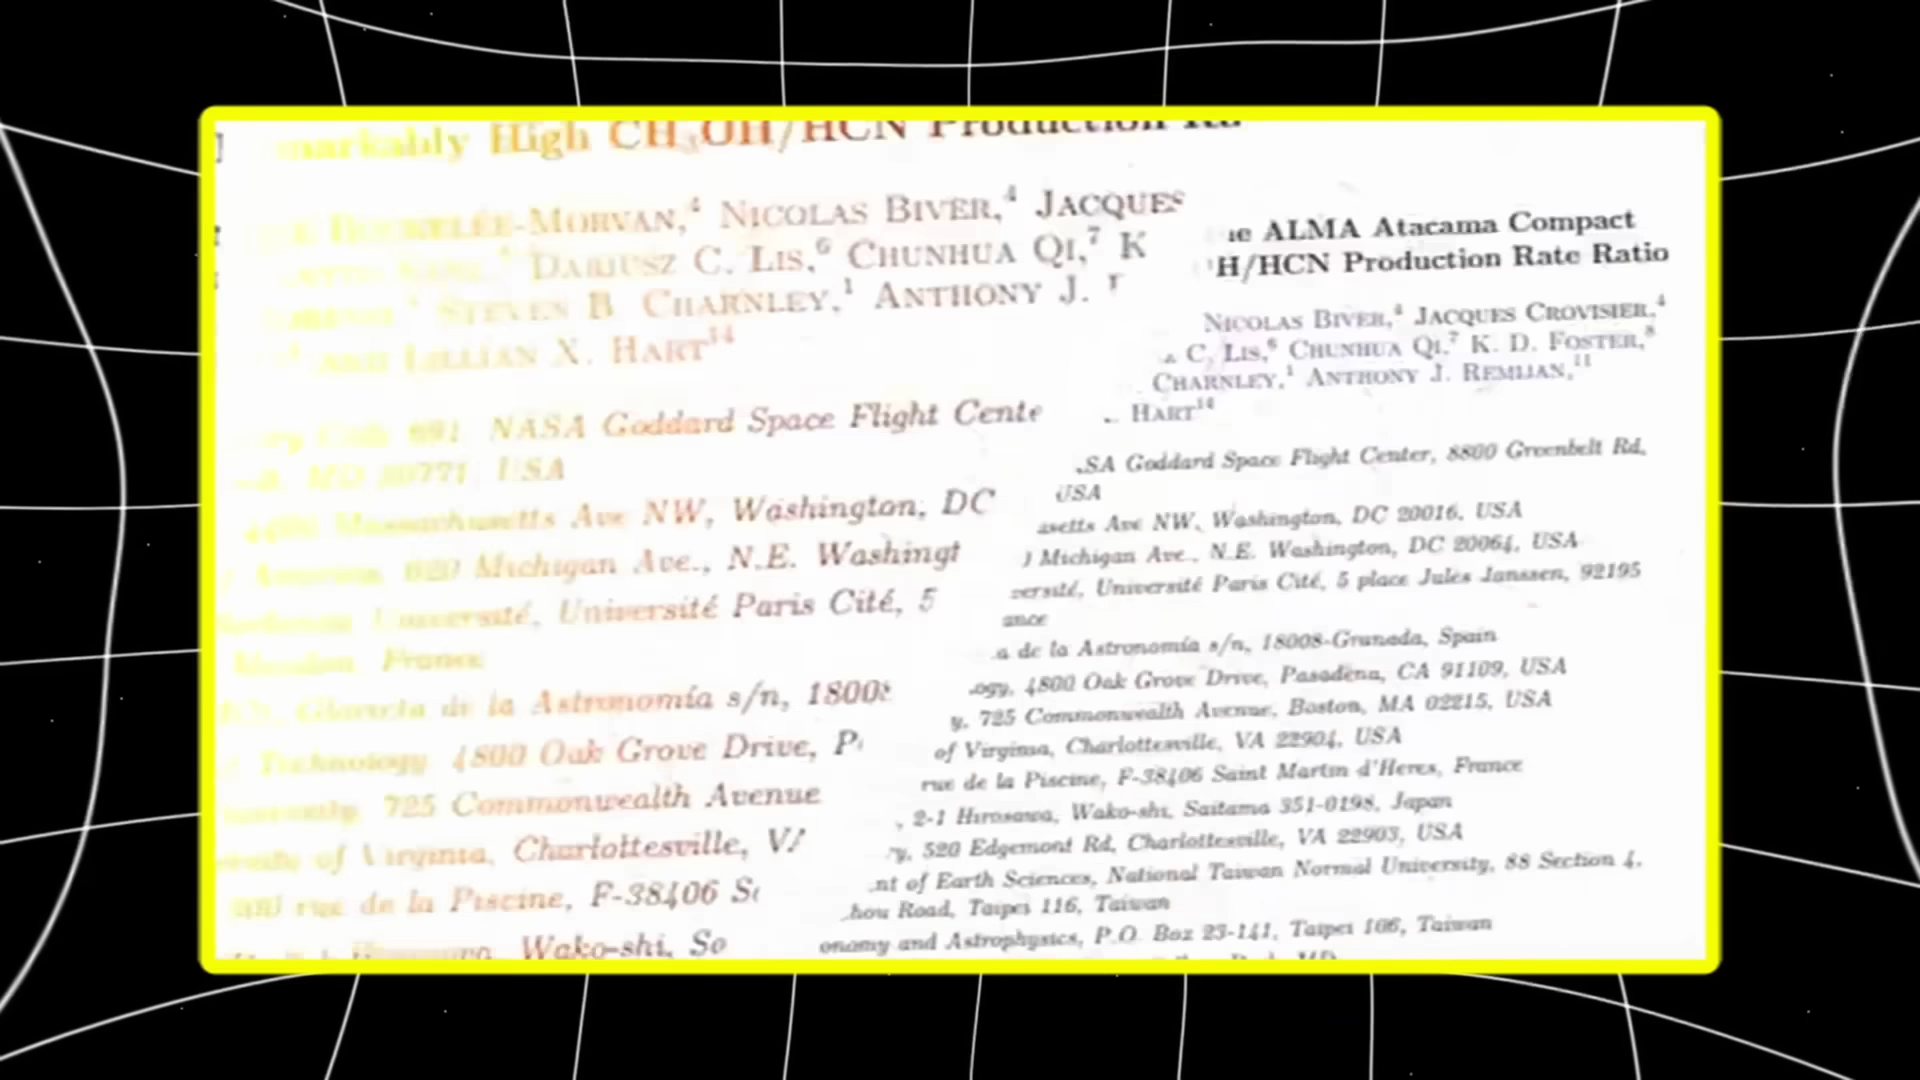 High CH3OH/HCN Production
BOCKELÉE-MORVAN,4 NICOLAS BIVER,4 JACQUES
DARIUSZ C. LIS,6 CHUNHUA QI,7 K
STEVEN B. CHARNLEY,1 ANTHONY J.
AND LILLIAN X. HART14
691 NASA Goddard Space Flight Cente
MD 20771 USA
Massachusetts Ave NW, Washington, DC
America 620 Michigan Ave., N.E. Washingt
Université, Université Paris Cité, 5
Meudon France
Glorieta de la Astronomía s/n, 18008
Technology 4800 Oak Grove Drive, P
725 Commonwealth Avenue
of Virginia, Charlottesville, VA
rue de la Piscine, F-38406 S
Wako-shi, Sa
ALMA Atacama Compact
H/HCN Production Rate Ratio
NICOLAS BIVER,4 JACQUES CROVISIER,4
C. LIS,6 CHUNHUA QI,7 K. D. FOSTER,8
CHARNLEY,1 ANTHONY J. REMIJAN,11
HART14
SA Goddard Space Flight Center, 8800 Greenbelt Rd,
USA
setts Ave NW, Washington, DC 20016, USA
Michigan Ave., N.E. Washington, DC 20064, USA
versité, Université Paris Cité, 5 place Jules Janssen, 92195
ance
a de la Astronomía s/n, 18008-Granada, Spain
ogy, 4800 Oak Grove Drive, Pasadena, CA 91109, USA
y, 725 Commonwealth Avenue, Boston, MA 02215, USA
of Virginia, Charlottesville, VA 22904, USA
rue de la Piscine, F-38406 Saint Martin d'Heres, France
, 2-1 Hirosawa, Wako-shi, Saitama 351-0198, Japan
ry, 520 Edgemont Rd, Charlottesville, VA 22903, USA
nt of Earth Sciences, National Taiwan Normal University, 88 Section 4,
hou Road, Taipei 116, Taiwan
onomy and Astrophysics, P.O. Box 23-141, Taipei 106, Taiwan